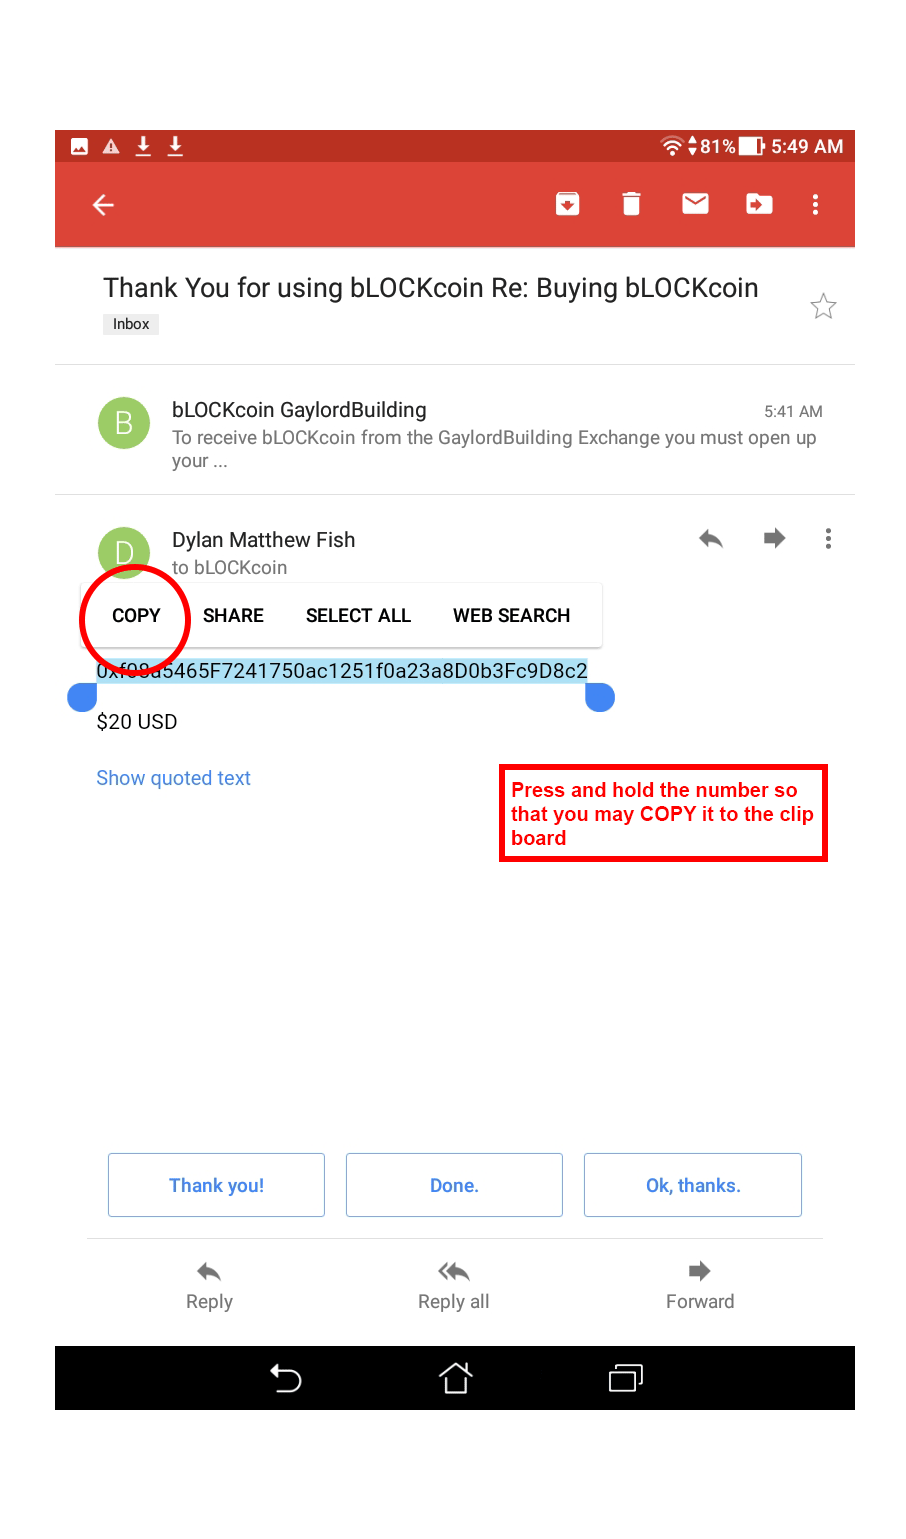 81% 5:49 AM
Thank You for using bLOCKcoin Re: Buying bLOCKcoin
Inbox
B
bLOCKcoin GaylordBuilding
5:41 AM
To receive bLOCKcoin from the GaylordBuilding Exchange you must open up
your ...
D
Dylan Matthew Fish
to bLOCKcoin
COPY SHARE SELECT ALL WEB SEARCH
0xf08a5465F7241750ac1251f0a23a8D0b3Fc9D8c2
$20 USD
Show quoted text
Press and hold the number so
that you may COPY it to the clip
board
Thank you! Done. Ok, thanks.
Reply Reply all Forward